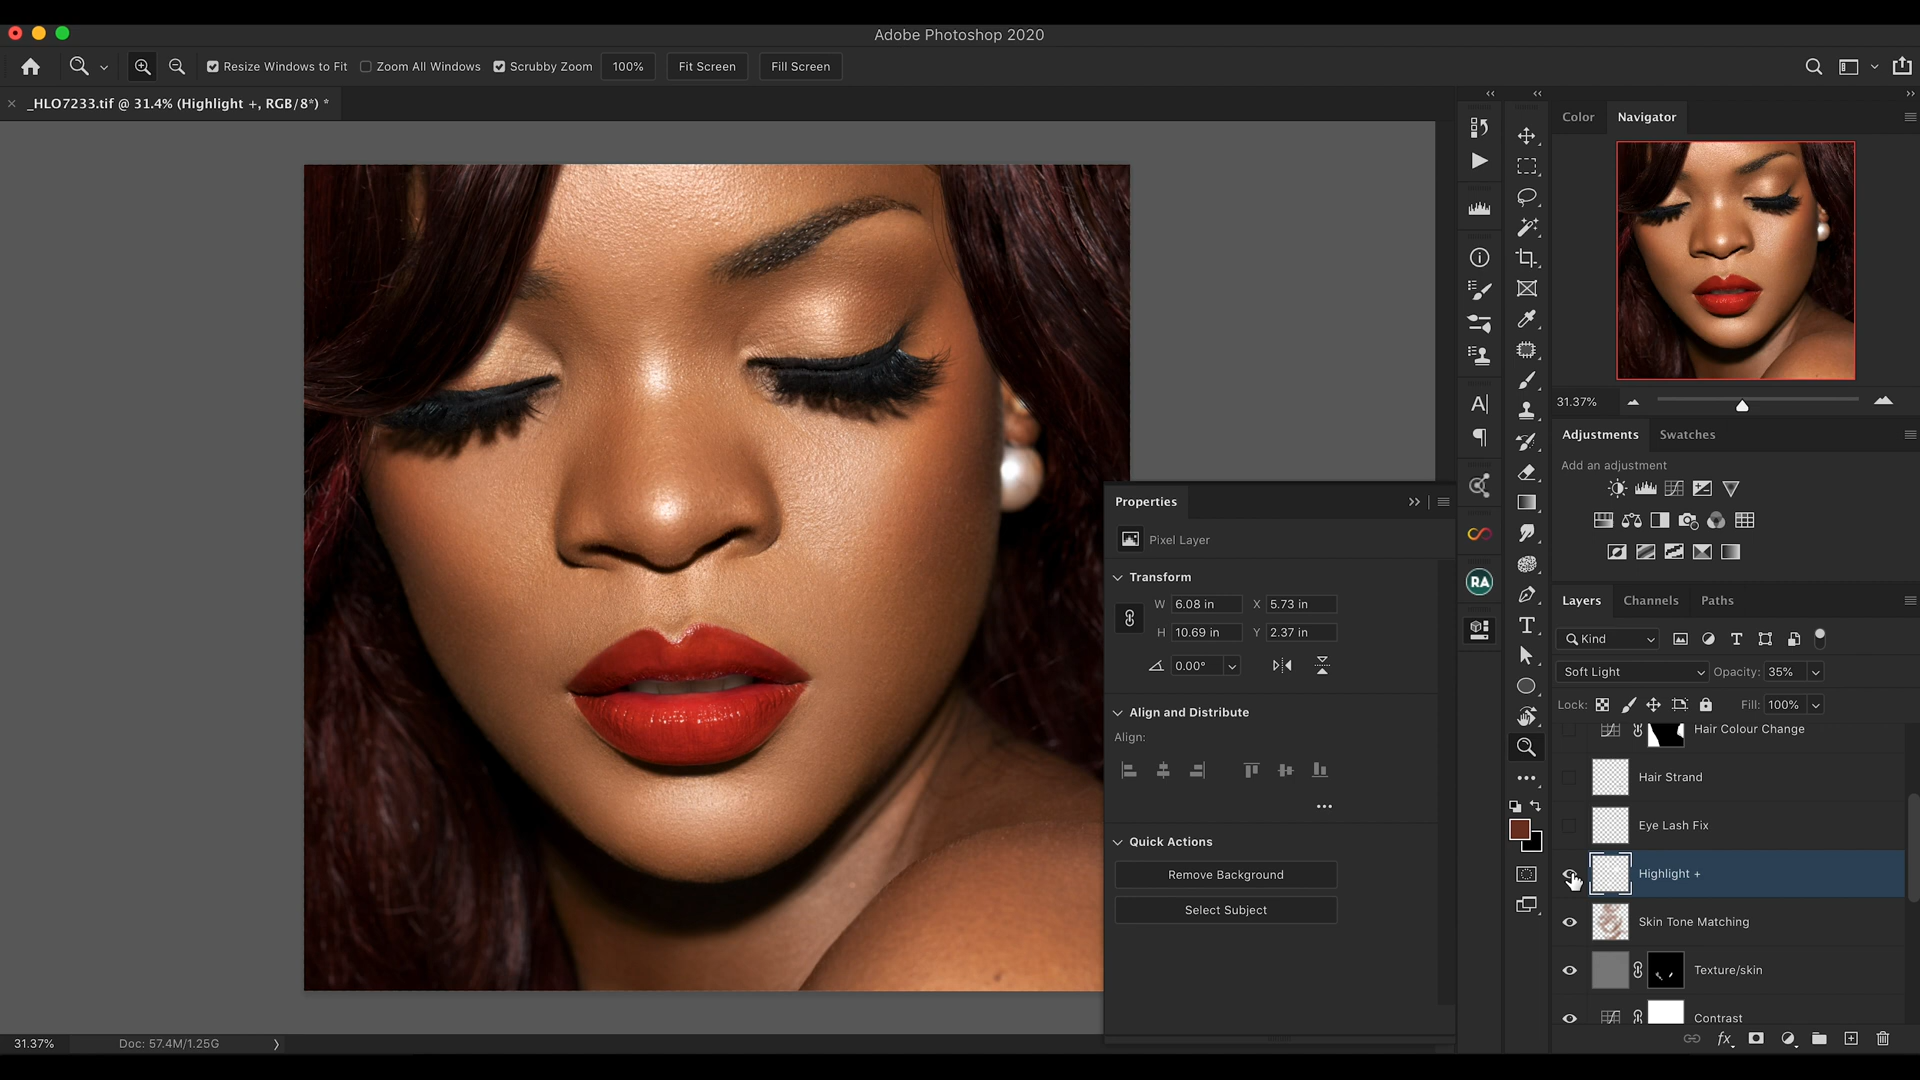 Adobe Photoshop 2020
Resize Windows to Fit
Zoom All Windows
Scrubby Zoom
100%
Fit Screen
Fill Screen
_HLO7233.tif @ 31.4% (Highlight +, RGB/8*) *
Color
Navigator
31.37%
Adjustments
Swatches
Add an adjustment
Properties
Pixel Layer
Transform
W 6.08 in X 5.73 in
H 10.69 in Y 2.37 in
0.00°
Align and Distribute
Align:
Quick Actions
Remove Background
Select Subject
RA
Layers
Channels
Paths
Kind
Soft Light
Opacity: 35%
Lock:
Fill: 100%
Hair Colour Change
Hair Strand
Eye Lash Fix
Highlight +
Skin Tone Matching
Texture/skin
Contrast
fx
31.37%
Doc: 57.4M/1.25G